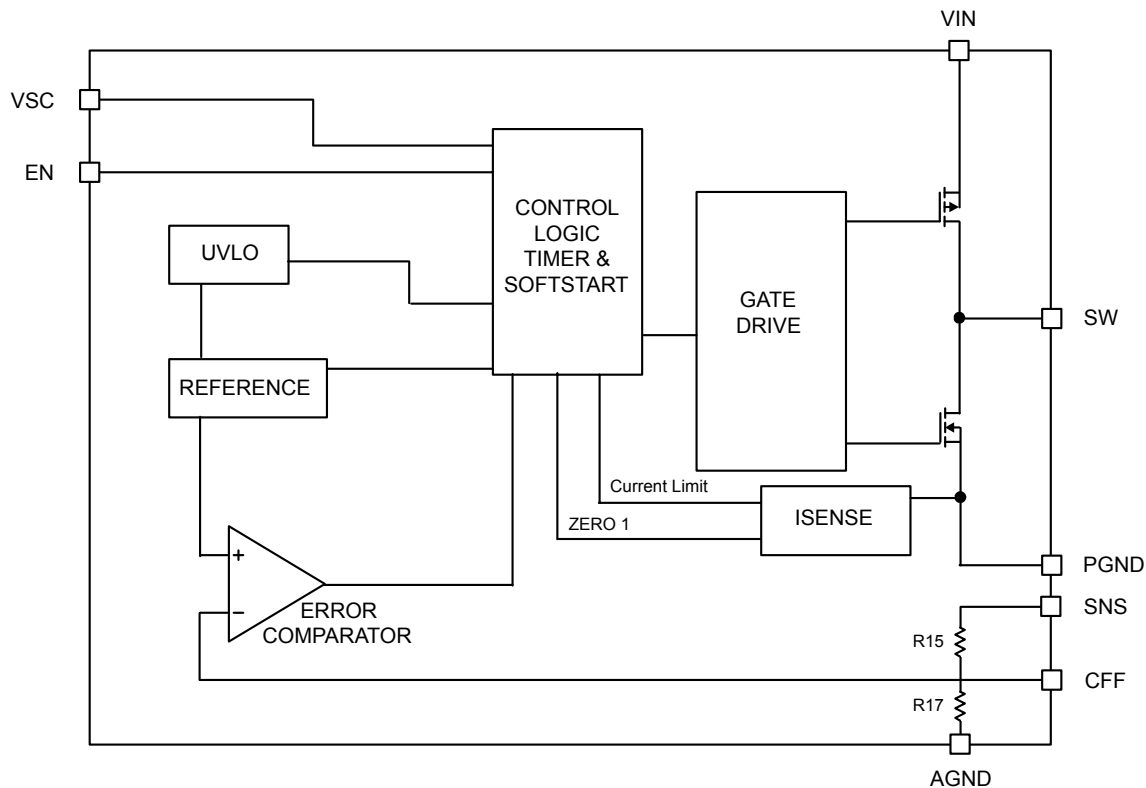 VIN
VSC
EN
CONTROL
LOGIC
TIMER &
SOFTSTART
UVLO
GATE
DRIVE
SW
REFERENCE
Current Limit
ISENSE
ZERO 1
+
−
ERROR
COMPARATOR
PGND
SNS
R15
CFF
R17
AGND